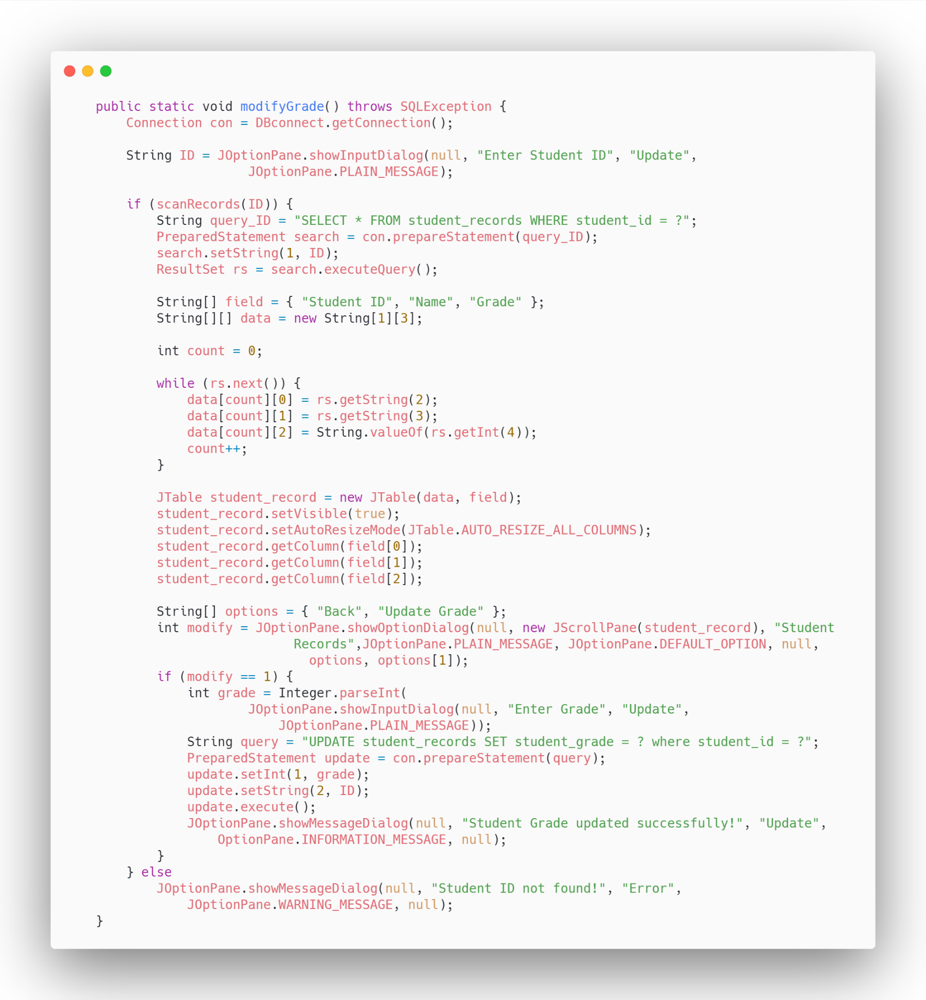 public static void modifyGrade() throws SQLException {
    Connection con = DBconnect.getConnection();

    String ID = JOptionPane.showInputDialog(null, "Enter Student ID", "Update",
                    JOptionPane.PLAIN_MESSAGE);

    if (scanRecords(ID)) {
        String query_ID = "SELECT * FROM student_records WHERE student_id = ?";
        PreparedStatement search = con.prepareStatement(query_ID);
        search.setString(1, ID);
        ResultSet rs = search.executeQuery();

        String[] field = { "Student ID", "Name", "Grade" };
        String[][] data = new String[1][3];

        int count = 0;

        while (rs.next()) {
            data[count][0] = rs.getString(2);
            data[count][1] = rs.getString(3);
            data[count][2] = String.valueOf(rs.getInt(4));
            count++;
        }

        JTable student_record = new JTable(data, field);
        student_record.setVisible(true);
        student_record.setAutoResizeMode(JTable.AUTO_RESIZE_ALL_COLUMNS);
        student_record.getColumn(field[0]);
        student_record.getColumn(field[1]);
        student_record.getColumn(field[2]);

        String[] options = { "Back", "Update Grade" };
        int modify = JOptionPane.showOptionDialog(null, new JScrollPane(student_record), "Student
                          Records",JOptionPane.PLAIN_MESSAGE, JOptionPane.DEFAULT_OPTION, null,
                            options, options[1]);
        if (modify == 1) {
            int grade = Integer.parseInt(
                    JOptionPane.showInputDialog(null, "Enter Grade", "Update",
                        JOptionPane.PLAIN_MESSAGE));
            String query = "UPDATE student_records SET student_grade = ? where student_id = ?";
            PreparedStatement update = con.prepareStatement(query);
            update.setInt(1, grade);
            update.setString(2, ID);
            update.execute();
            JOptionPane.showMessageDialog(null, "Student Grade updated successfully!", "Update",
                OptionPane.INFORMATION_MESSAGE, null);
        }
    } else
        JOptionPane.showMessageDialog(null, "Student ID not found!", "Error",
            JOptionPane.WARNING_MESSAGE, null);
}